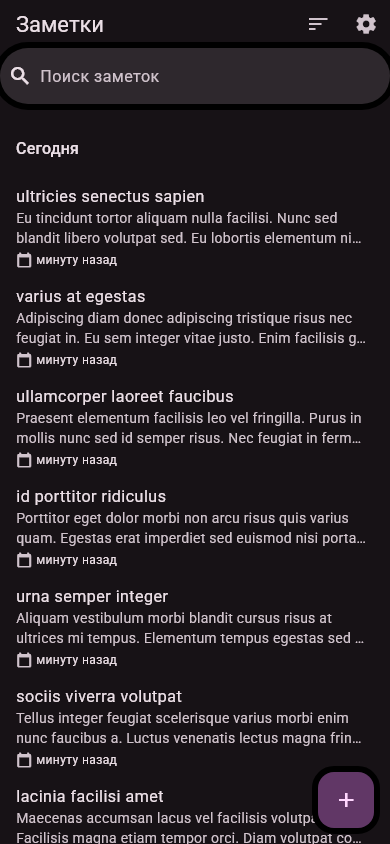 Заметки
Поиск заметок
Сегодня
ultricies senectus sapien
Eu tincidunt tortor aliquam nulla facilisi. Nunc sed
blandit libero volutpat sed. Eu lobortis elementum ni…
минуту назад
varius at egestas
Adipiscing diam donec adipiscing tristique risus nec
feugiat in. Eu sem integer vitae justo. Enim facilisis g…
минуту назад
ullamcorper laoreet faucibus
Praesent elementum facilisis leo vel fringilla. Purus in
mollis nunc sed id semper risus. Nec feugiat in ferm…
минуту назад
id porttitor ridiculus
Porttitor eget dolor morbi non arcu risus quis varius
quam. Egestas erat imperdiet sed euismod nisi porta…
минуту назад
urna semper integer
Aliquam vestibulum morbi blandit cursus risus at
ultrices mi tempus. Elementum tempus egestas sed …
минуту назад
sociis viverra volutpat
Tellus integer feugiat scelerisque varius morbi enim
nunc faucibus a. Luctus venenatis lectus magna frin…
минуту назад
lacinia facilisi amet
Maecenas accumsan lacus vel facilisis
Facilisis magna etiam tempor orci. Diam volutpat co…